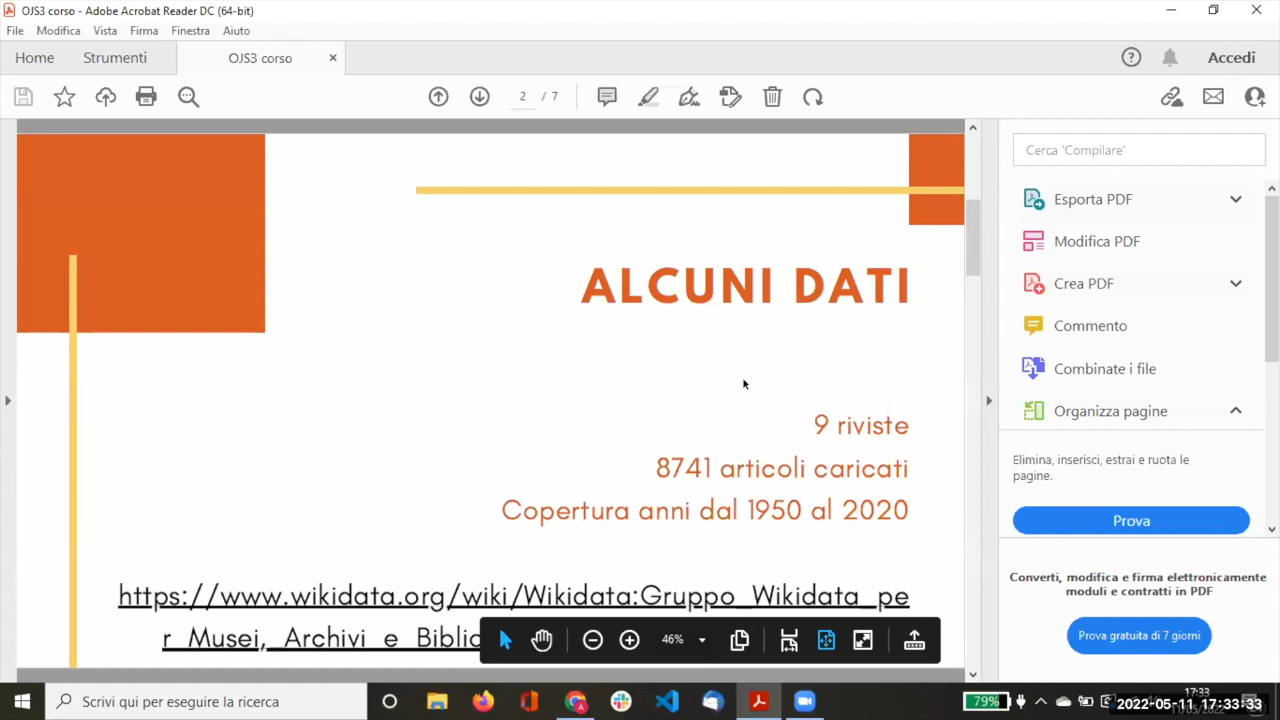 OJS3 corso - Adobe Acrobat Reader DC (64-bit)
File Modifica Vista Firma Finestra Aiuto
Home Strumenti OJS3 corso × Accedi
2 / 7
Cerca 'Compilare'
Esporta PDF
Modifica PDF
Crea PDF
Commento
Combinate i file
Organizza pagine
Elimina, inserisci, estrai e ruota le
pagine.
Prova
Converti, modifica e firma elettronicamente
moduli e contratti in PDF
Prova gratuita di 7 giorni
ALCUNI DATI
9 riviste
8741 articoli caricati
Copertura anni dal 1950 al 2020
https://www.wikidata.org/wiki/Wikidata:Gruppo_Wikidata_pe
r_Musei,_Archivi_e_Biblio
46%
Scrivi qui per eseguire la ricerca
79%
17:33
2022-05-11 17:33:33